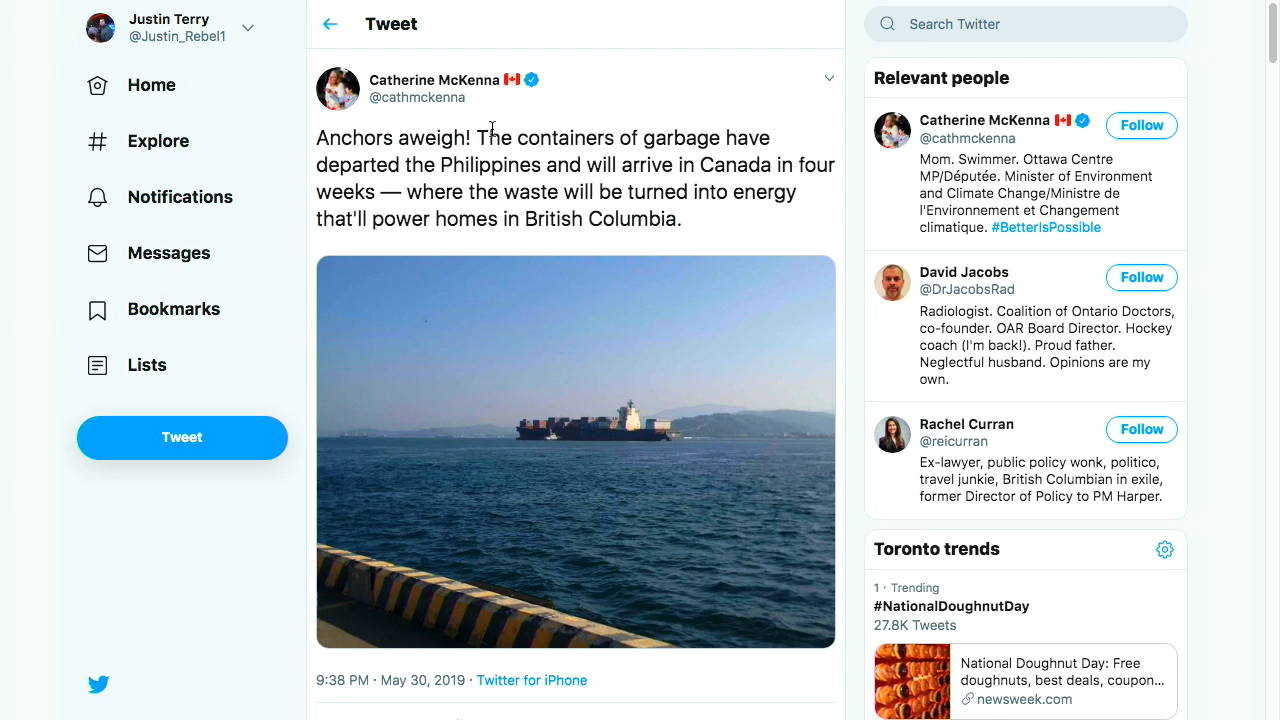 Justin Terry
@Justin_Rebel1
Home
Explore
Notifications
Messages
Bookmarks
Lists
Tweet
Tweet
Catherine McKenna
@cathmckenna
Anchors aweigh! The containers of garbage have
departed the Philippines and will arrive in Canada in four
weeks — where the waste will be turned into energy
that'll power homes in British Columbia.
9:38 PM · May 30, 2019 · Twitter for iPhone
Search Twitter
Relevant people
Catherine McKenna
@cathmckenna
Follow
Mom. Swimmer. Ottawa Centre
MP/Députée. Minister of Environment
and Climate Change/Ministre de
l'Environnement et Changement
climatique. #BetterIsPossible
David Jacobs
@DrJacobsRad
Follow
Radiologist. Coalition of Ontario Doctors,
co-founder. OAR Board Director. Hockey
coach (I'm back!). Proud father.
Neglectful husband. Opinions are my
own.
Rachel Curran
@reicurran
Follow
Ex-lawyer, public policy wonk, politico,
travel junkie, British Columbian in exile,
former Director of Policy to PM Harper.
Toronto trends
1 · Trending
#NationalDoughnutDay
27.8K Tweets
National Doughnut Day: Free
doughnuts, best deals, coupon...
newsweek.com